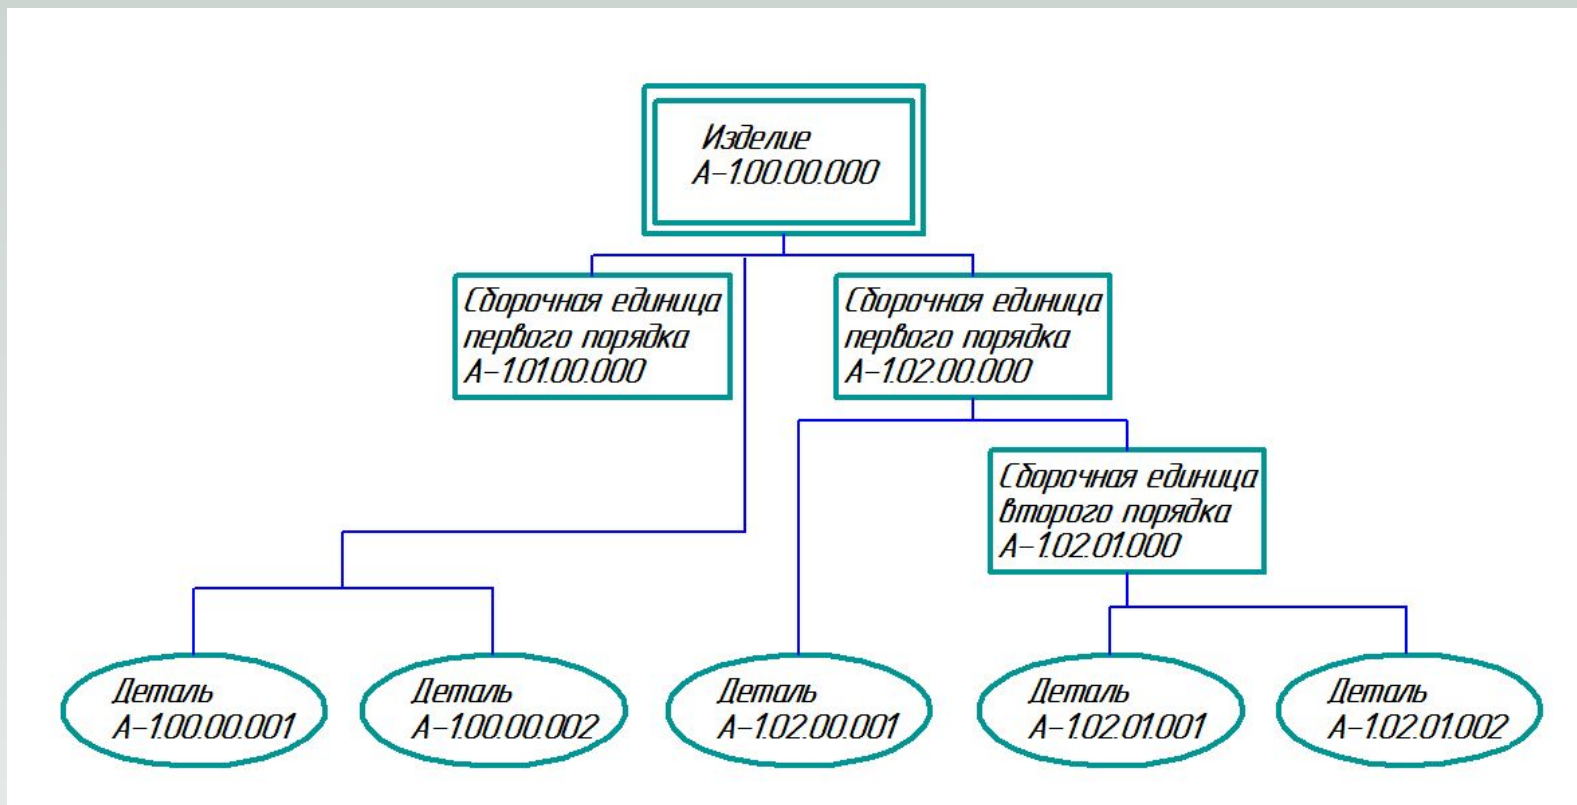 Изделие
А-1.00.00.000
Сборочная единица
первого порядка
А-1.01.00.000
Сборочная единица
первого порядка
А-1.02.00.000
Сборочная единица
второго порядка
А-1.02.01.000
Деталь
А-1.00.00.001
Деталь
А-1.00.00.002
Деталь
А-1.02.00.001
Деталь
А-1.02.01.001
Деталь
А-1.02.01.002